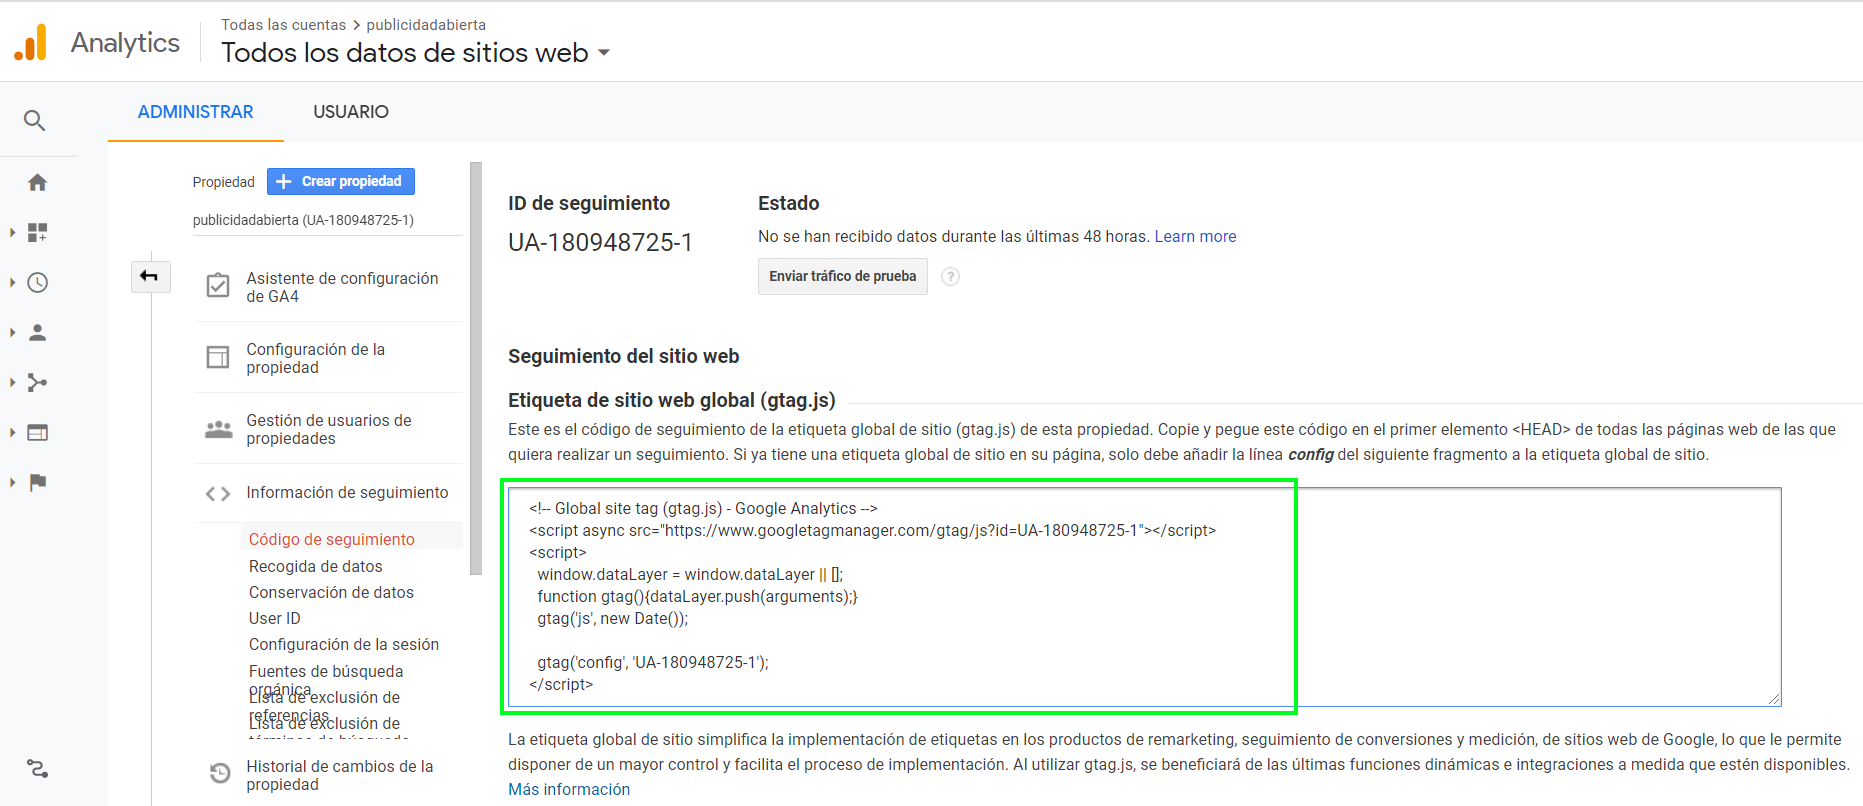 Analytics
Todas las cuentas > publicidadabierta
Todos los datos de sitios web
ADMINISTRAR
USUARIO
Propiedad
Crear propiedad
publicidadabierta (UA-180948725-1)
Asistente de configuración
de GA4
Configuración de la
propiedad
Gestión de usuarios de
propiedades
Información de seguimiento
Código de seguimiento
Recogida de datos
Conservación de datos
User ID
Configuración de la sesión
Fuentes de búsqueda
orgánica
Lista de exclusión de
referencias
Lista de exclusión de
términos de búsqueda
Historial de cambios de la
propiedad
ID de seguimiento
UA-180948725-1
Estado
No se han recibido datos durante las últimas 48 horas. Learn more
Enviar tráfico de prueba
?
Seguimiento del sitio web
Etiqueta de sitio web global (gtag.js)
Este es el código de seguimiento de la etiqueta global de sitio (gtag.js) de esta propiedad. Copie y pegue este código en el primer elemento <HEAD> de todas las páginas web de las que
quiera realizar un seguimiento. Si ya tiene una etiqueta global de sitio en su página, solo debe añadir la línea config del siguiente fragmento a la etiqueta global de sitio.
<!-- Global site tag (gtag.js) - Google Analytics -->
<script async src="https://www.googletagmanager.com/gtag/js?id=UA-180948725-1"></script>
<script>
window.dataLayer = window.dataLayer || [];
function gtag(){dataLayer.push(arguments);}
gtag('js', new Date());
gtag('config', 'UA-180948725-1');
</script>
La etiqueta global de sitio simplifica la implementación de etiquetas en los productos de remarketing, seguimiento de conversiones y medición, de sitios web de Google, lo que le permite
disponer de un mayor control y facilita el proceso de implementación. Al utilizar gtag.js, se beneficiará de las últimas funciones dinámicas e integraciones a medida que estén disponibles.
Más información